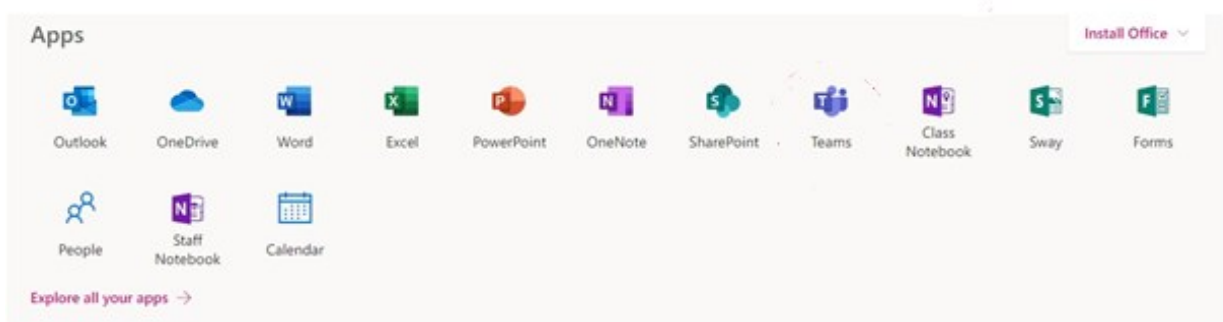 Apps
Install Office
Outlook OneDrive Word Excel PowerPoint OneNote SharePoint Teams Class Notebook Sway Forms
People Staff Notebook Calendar
Explore all your apps →